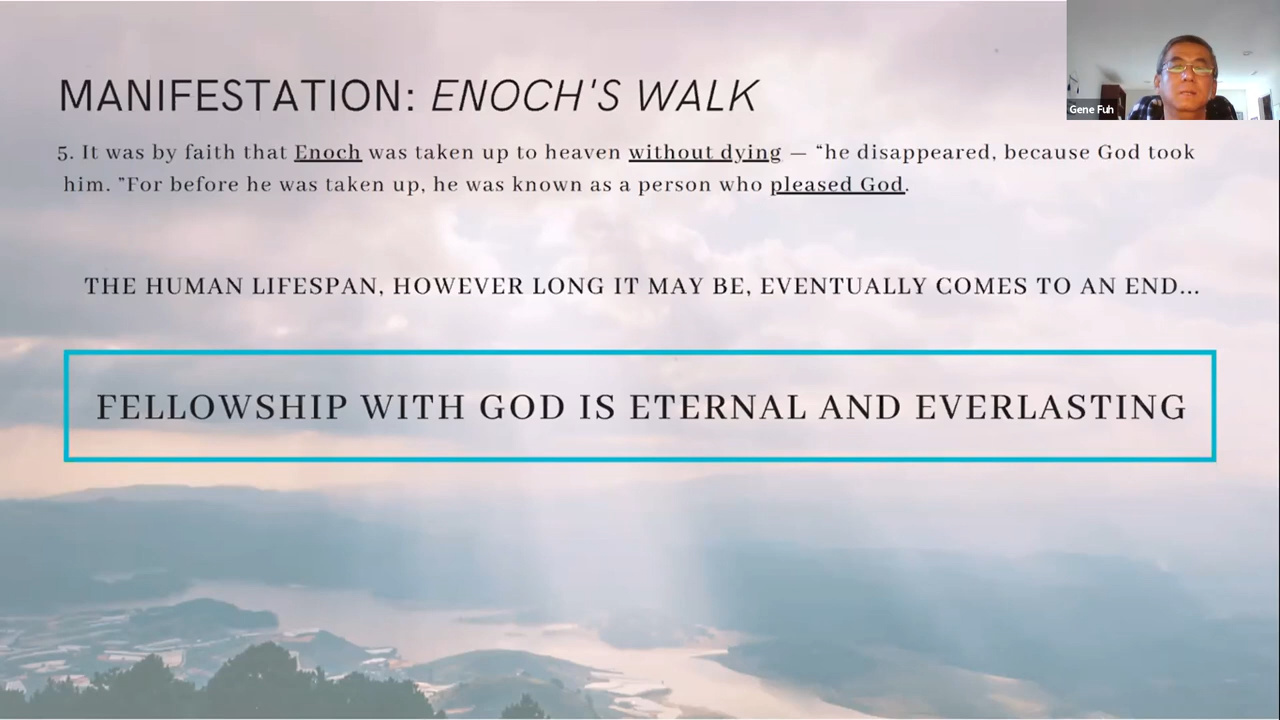 MANIFESTATION: ENOCH'S WALK
Gene Fuh
5. It was by faith that Enoch was taken up to heaven without dying — “he disappeared, because God took
him. ”For before he was taken up, he was known as a person who pleased God.
THE HUMAN LIFESPAN, HOWEVER LONG IT MAY BE, EVENTUALLY COMES TO AN END...
FELLOWSHIP WITH GOD IS ETERNAL AND EVERLASTING